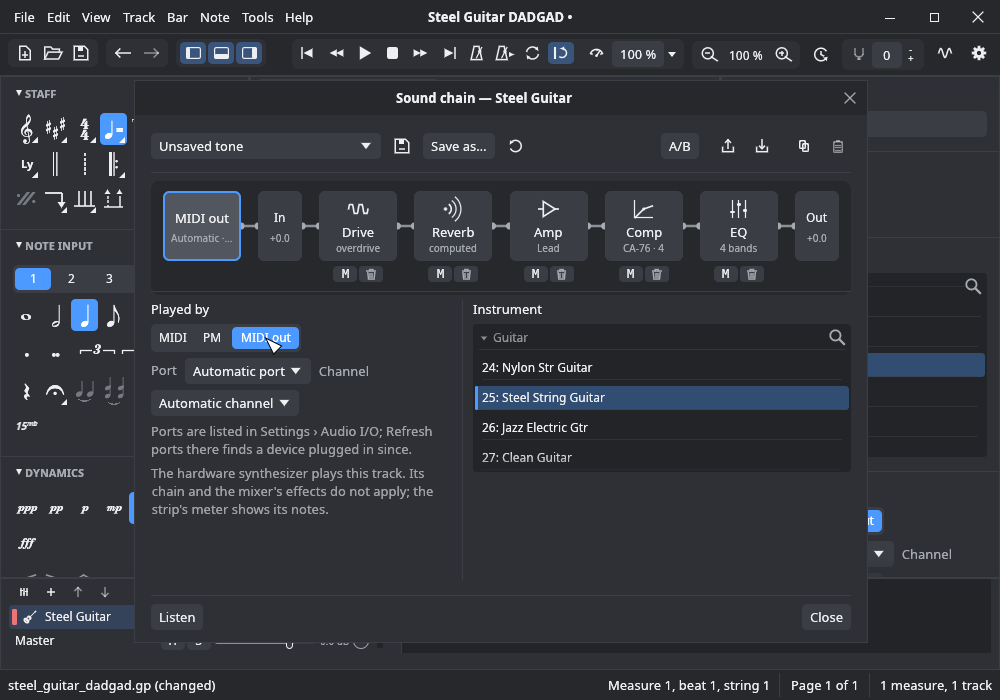 File Edit View Track Bar Note Tools Help
Steel Guitar DADGAD •
100 %
100 %
0
STAFF
Ly
NOTE INPUT
1 2 3
3
15mb
DYNAMICS
ppp pp p mp
fff
Steel Guitar
Master
Sound chain — Steel Guitar
Unsaved tone
Save as...
A/B
MIDI out
Automatic ·...
In
+0.0
Drive
overdrive
Reverb
computed
Amp
Lead
Comp
CA-76 · 4
EQ
4 bands
Out
+0.0
M M M M M
Played by
MIDI PM MIDI out
Port Automatic port Channel
Automatic channel
Ports are listed in Settings › Audio I/O; Refresh
ports there finds a device plugged in since.
The hardware synthesizer plays this track. Its
chain and the mixer's effects do not apply; the
strip's meter shows its notes.
Instrument
Guitar
24: Nylon Str Guitar
25: Steel String Guitar
26: Jazz Electric Gtr
27: Clean Guitar
Listen
Close
Channel
steel_guitar_dadgad.gp (changed)
Measure 1, beat 1, string 1
Page 1 of 1
1 measure, 1 track